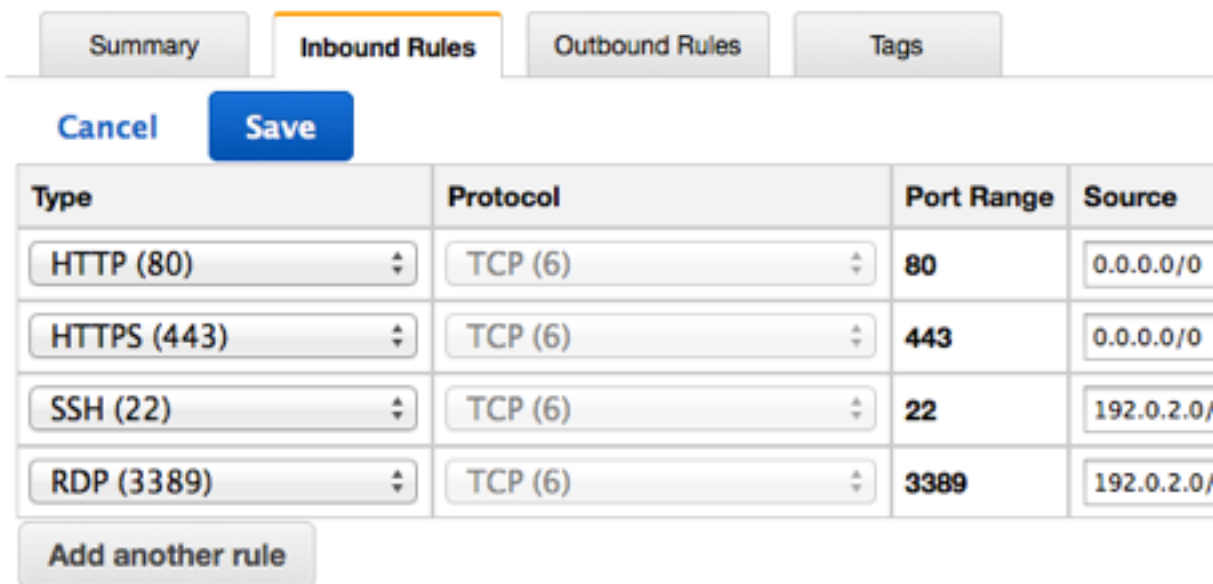 Summary Inbound Rules Outbound Rules Tags
Cancel Save
Type Protocol Port Range Source
HTTP (80) TCP (6) 80 0.0.0.0/0
HTTPS (443) TCP (6) 443 0.0.0.0/0
SSH (22) TCP (6) 22 192.0.2.0/
RDP (3389) TCP (6) 3389 192.0.2.0/
Add another rule